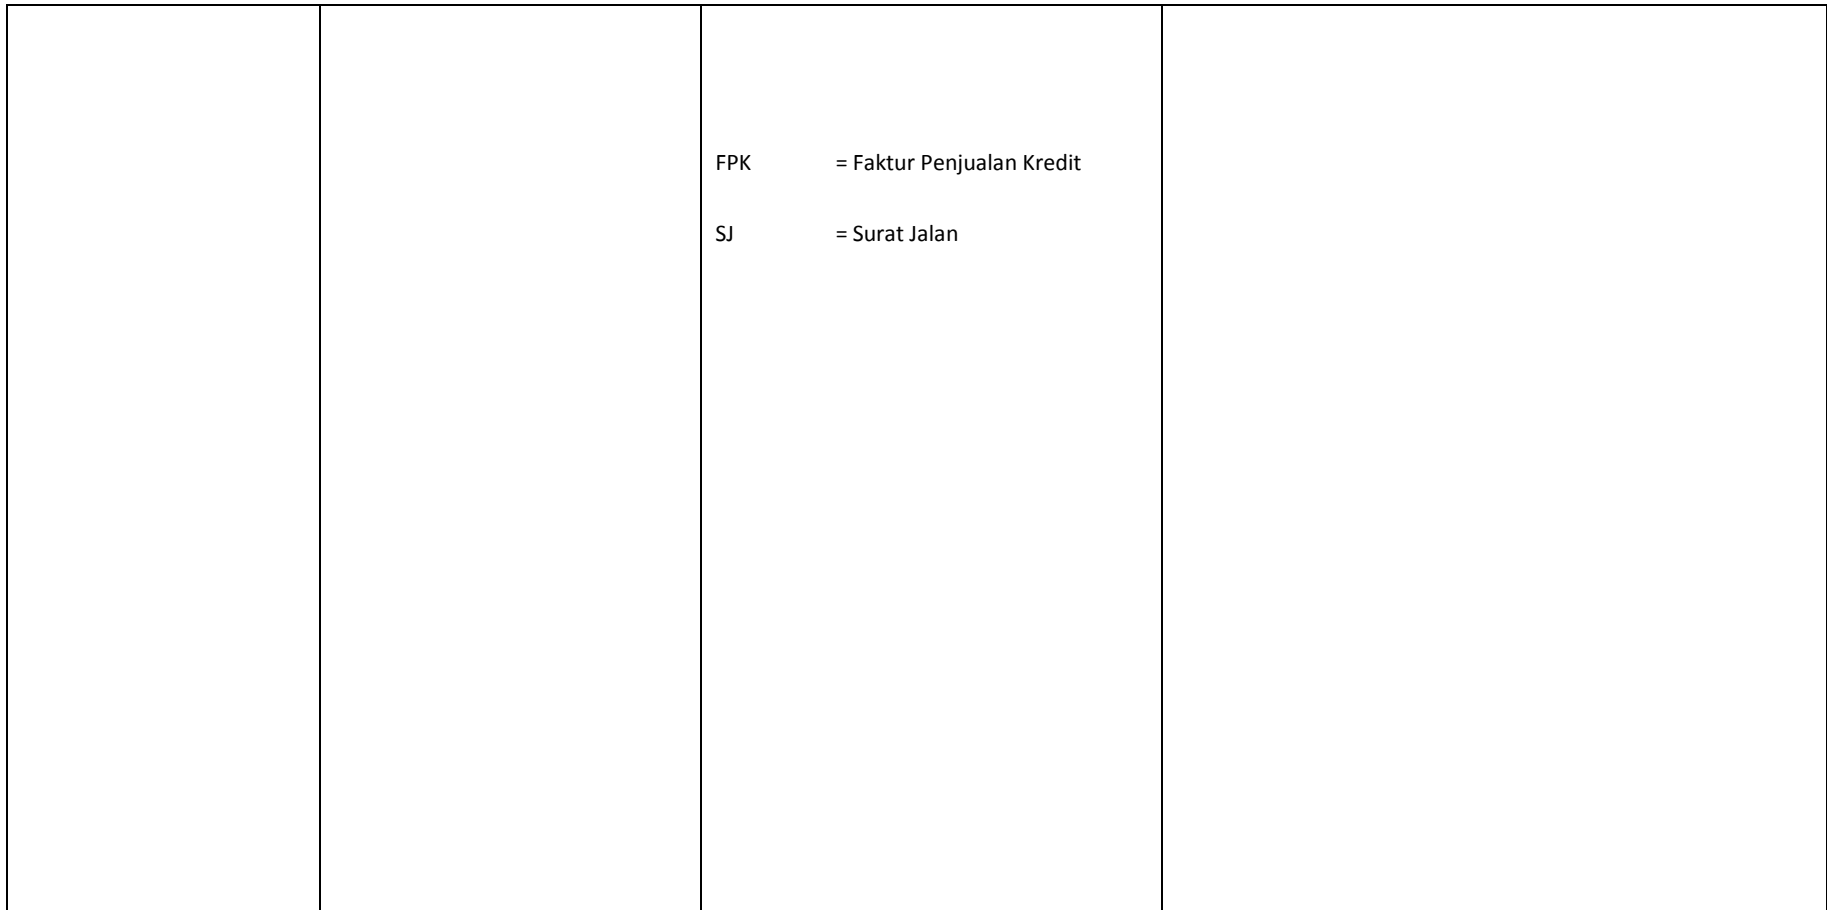 FPK = Faktur Penjualan Kredit
SJ = Surat Jalan